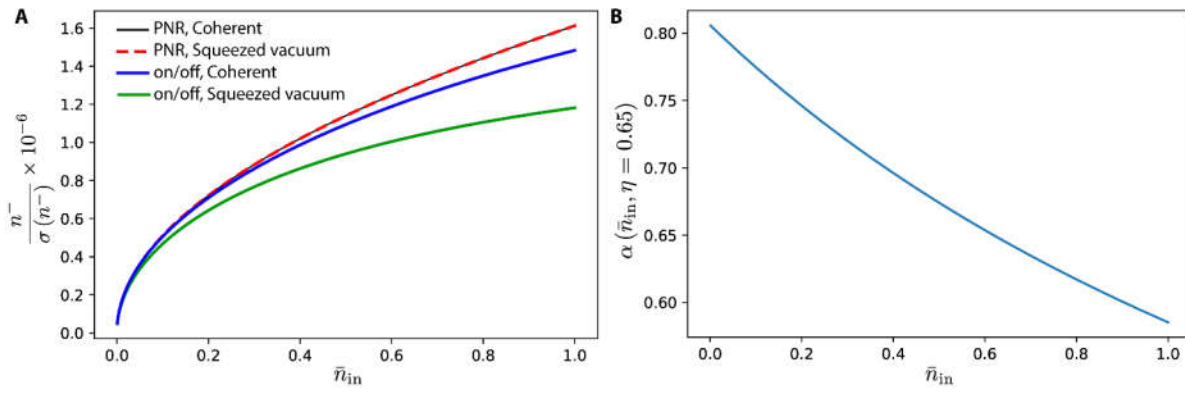 A
1.6
1.4
1.2
1.0
0.8
0.6
0.4
0.2
0.0
PNR, Coherent
PNR, Squeezed vacuum
on/off, Coherent
on/off, Squeezed vacuum
n⁻ / σ (n⁻) × 10⁻⁶
0.0 0.2 0.4 0.6 0.8 1.0
n̄in
B
0.80
0.75
0.70
0.65
0.60
α (n̄in, η = 0.65)
0.0 0.2 0.4 0.6 0.8 1.0
n̄in